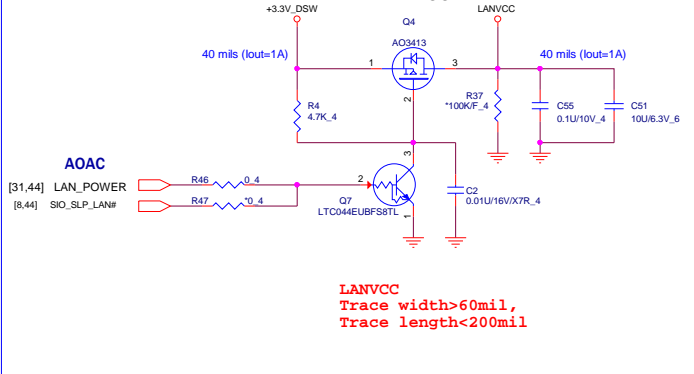 +3.3V_DSW
LANVCC
Q4
AO3413
40 mils (Iout=1A)
40 mils (Iout=1A)
1
3
2
R4
4.7K_4
R37
*100K/F_4
C55
0.1U/10V_4
C51
10U/6.3V_6
AOAC
[31,44] LAN_POWER
R46 0_4
[8,44] SIO_SLP_LAN#
R47 *0_4
2
3
1
Q7
LTC044EUBFS8TL
C2
0.01U/16V/X7R_4
LANVCC
Trace width>60mil,
Trace length<200mil